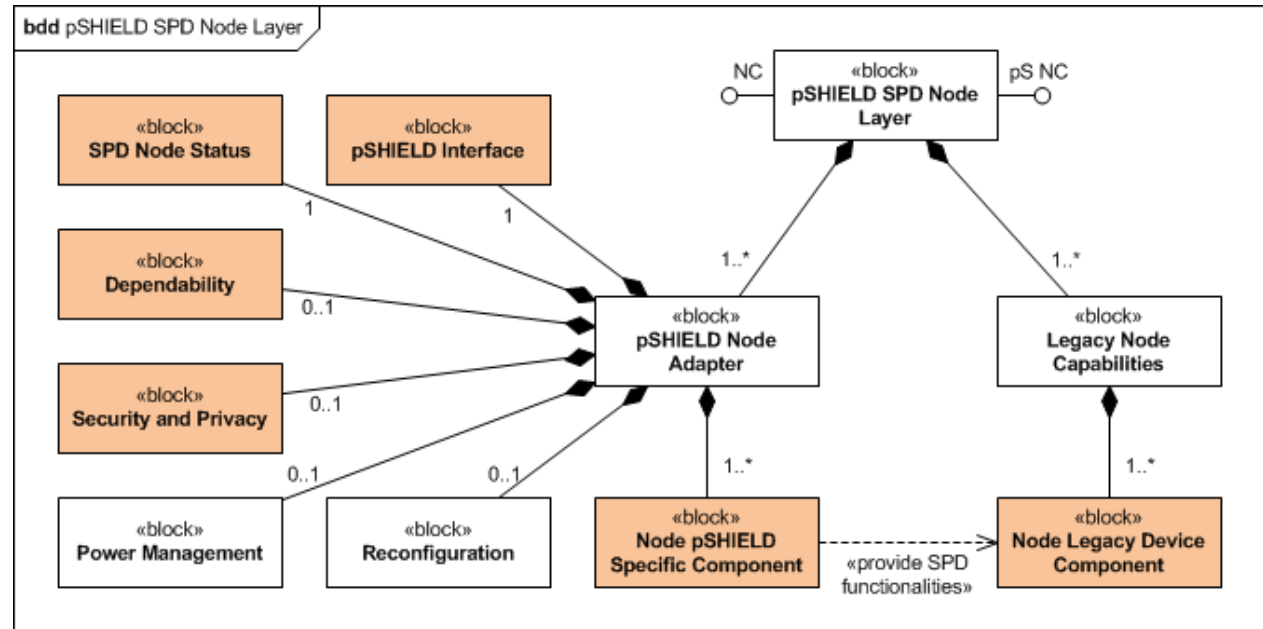 bdd pSHIELD SPD Node Layer
NC
«block»
pSHIELD SPD Node
Layer
pS NC
«block»
SPD Node Status
«block»
pSHIELD Interface
1
1
«block»
Dependability
0..1
1..*
1..*
«block»
pSHIELD Node
Adapter
«block»
Legacy Node
Capabilities
«block»
Security and Privacy
0..1
0..1
0..1
1..*
1..*
«block»
Power Management
«block»
Reconfiguration
«block»
Node pSHIELD
Specific Component
«provide SPD
functionalities»
«block»
Node Legacy Device
Component